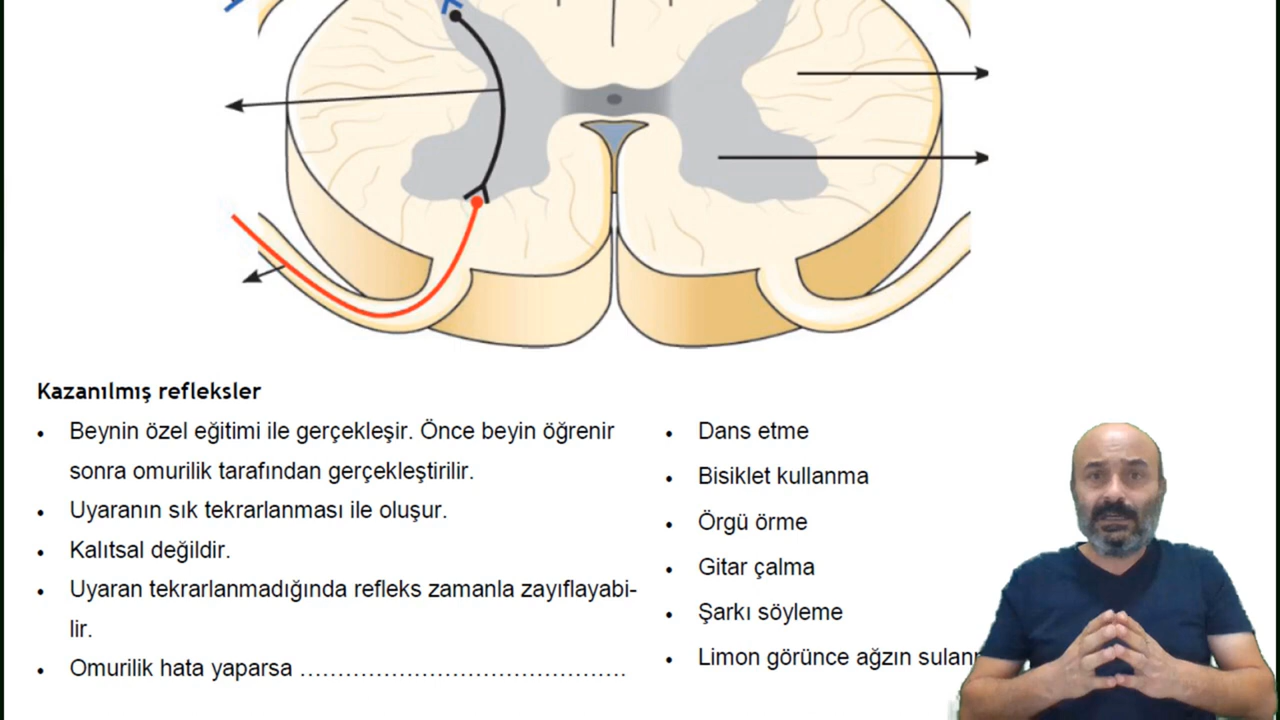 Kazanılmış refleksler
• Beynin özel eğitimi ile gerçekleşir. Önce beyin öğrenir
sonra omurilik tarafından gerçekleştirilir.
• Uyaranın sık tekrarlanması ile oluşur.
• Kalıtsal değildir.
• Uyaran tekrarlanmadığında refleks zamanla zayıflayabi-
lir.
• Omurilik hata yaparsa ……………………………………
• Dans etme
• Bisiklet kullanma
• Örgü örme
• Gitar çalma
• Şarkı söyleme
• Limon görünce ağzın